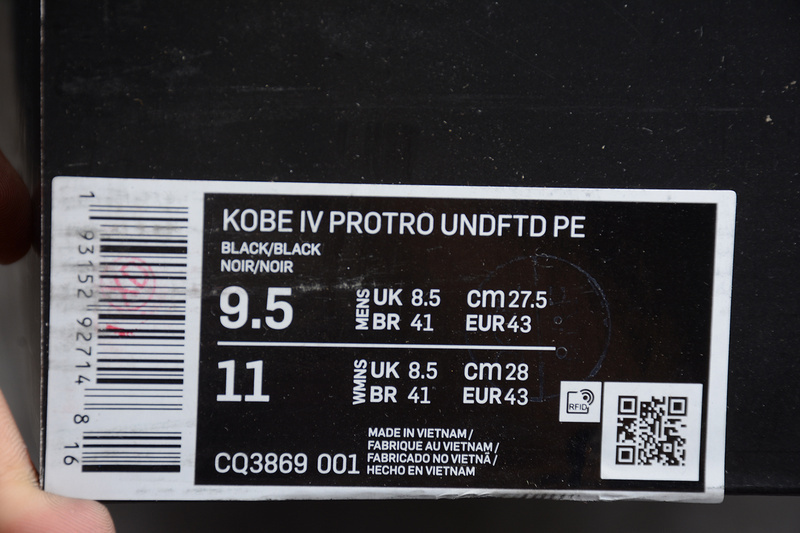 1 93152 92714 8 16
KOBE IV PROTRO UNDFTD PE
BLACK/BLACK
NOIR/NOIR
9.5 MENS UK 8.5 cm 27.5
BR 41 EUR 43
11 WMNS UK 8.5 cm 28
BR 41 EUR 43
RFID
CQ3869 001
MADE IN VIETNAM /
FABRIQUE AU VIETNAM /
FABRICADO NO VIETNÃ /
HECHO EN VIETNAM